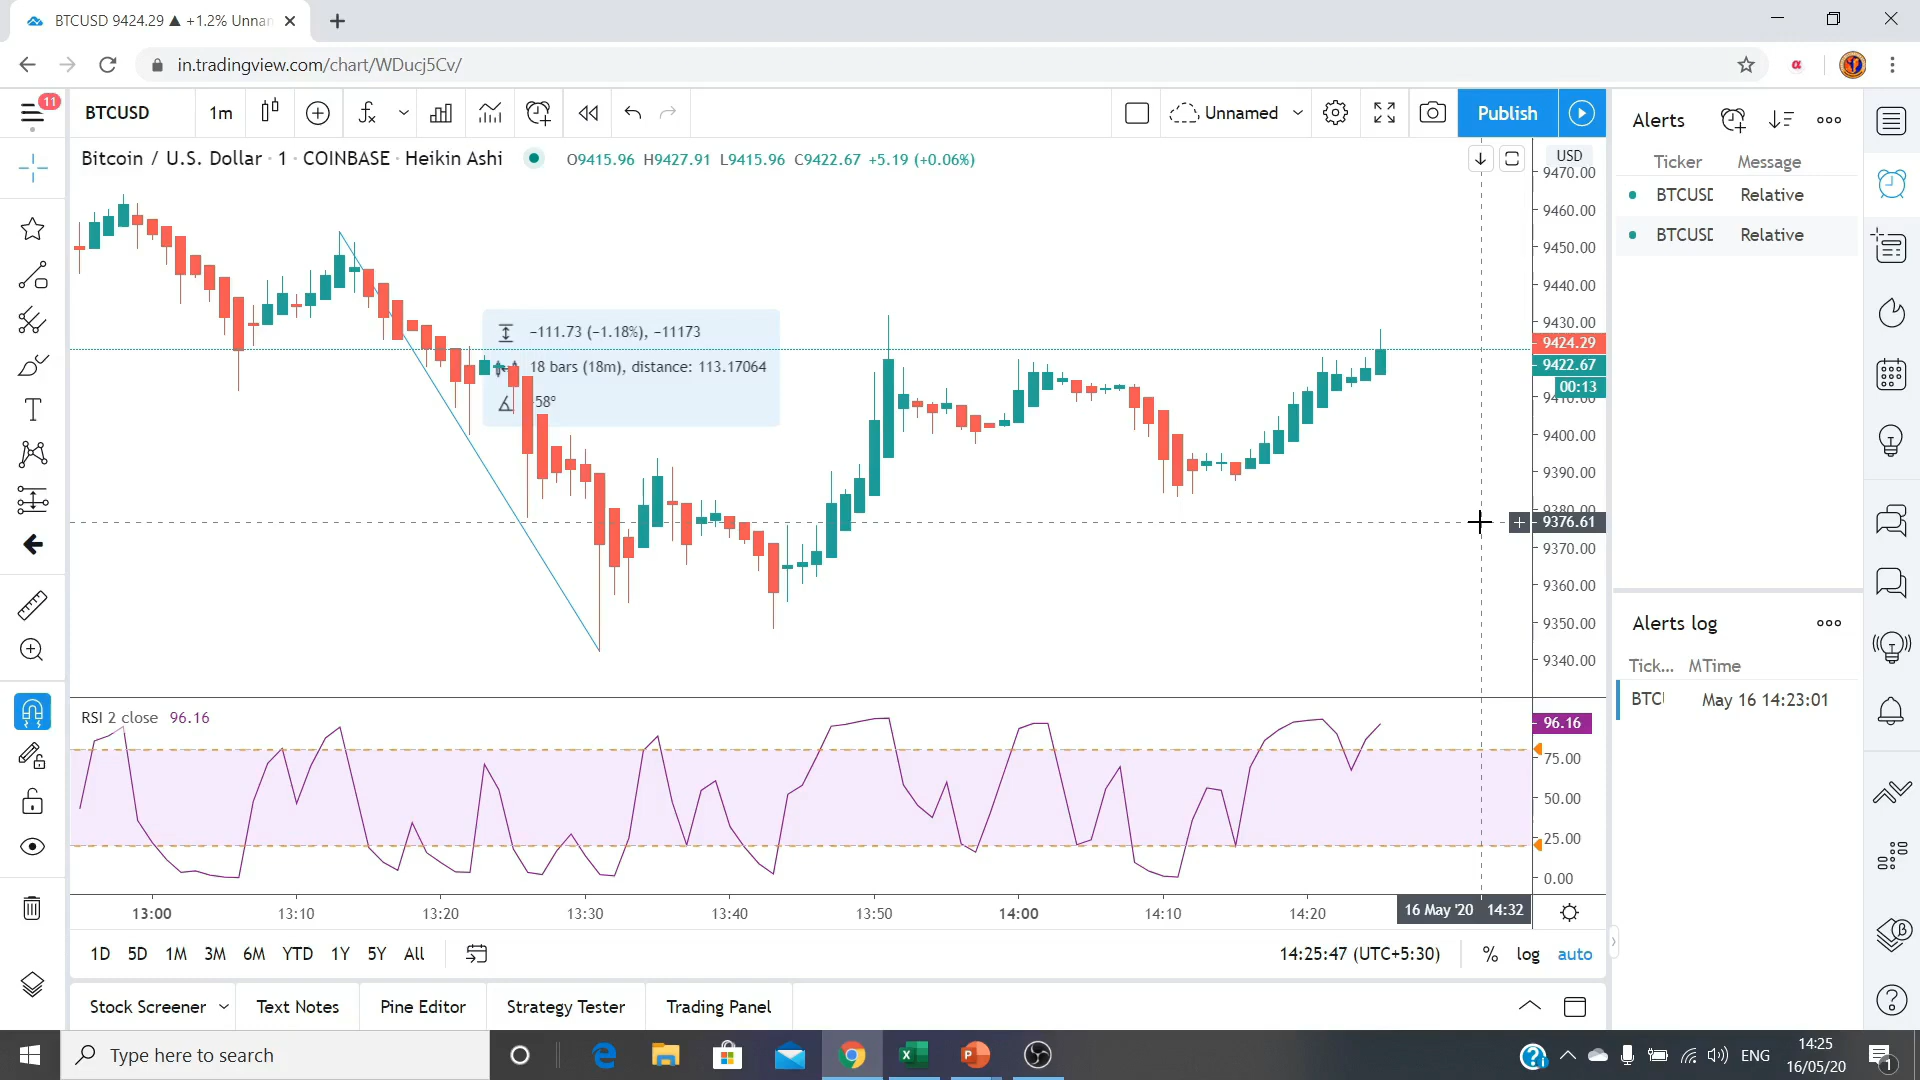 BTCUSD 9424.29 ▲ +1.2% Unnan
in.tradingview.com/chart/WDucj5Cv/
11
BTCUSD 1m Unnamed Publish
Bitcoin / U.S. Dollar · 1 · COINBASE · Heikin Ashi O9415.96 H9427.91 L9415.96 C9422.67 +5.19 (+0.06%)
USD
9470.00
9460.00
9450.00
9440.00
9430.00
9424.29
9422.67
00:13
9410.00
9400.00
9390.00
9380.00
9376.61
9370.00
9360.00
9350.00
9340.00
-111.73 (-1.18%), -11173
18 bars (18m), distance: 113.17064
58°
RSI 2 close 96.16
96.16
75.00
50.00
25.00
0.00
13:00 13:10 13:20 13:30 13:40 13:50 14:00 14:10 14:20
16 May '20 14:32
1D 5D 1M 3M 6M YTD 1Y 5Y All
14:25:47 (UTC+5:30) % log auto
Stock Screener Text Notes Pine Editor Strategy Tester Trading Panel
Alerts
Ticker Message
BTCUSD Relative
BTCUSD Relative
Alerts log
Tick... M Time
BTCU May 16 14:23:01
Type here to search
ENG
14:25
16/05/20
1